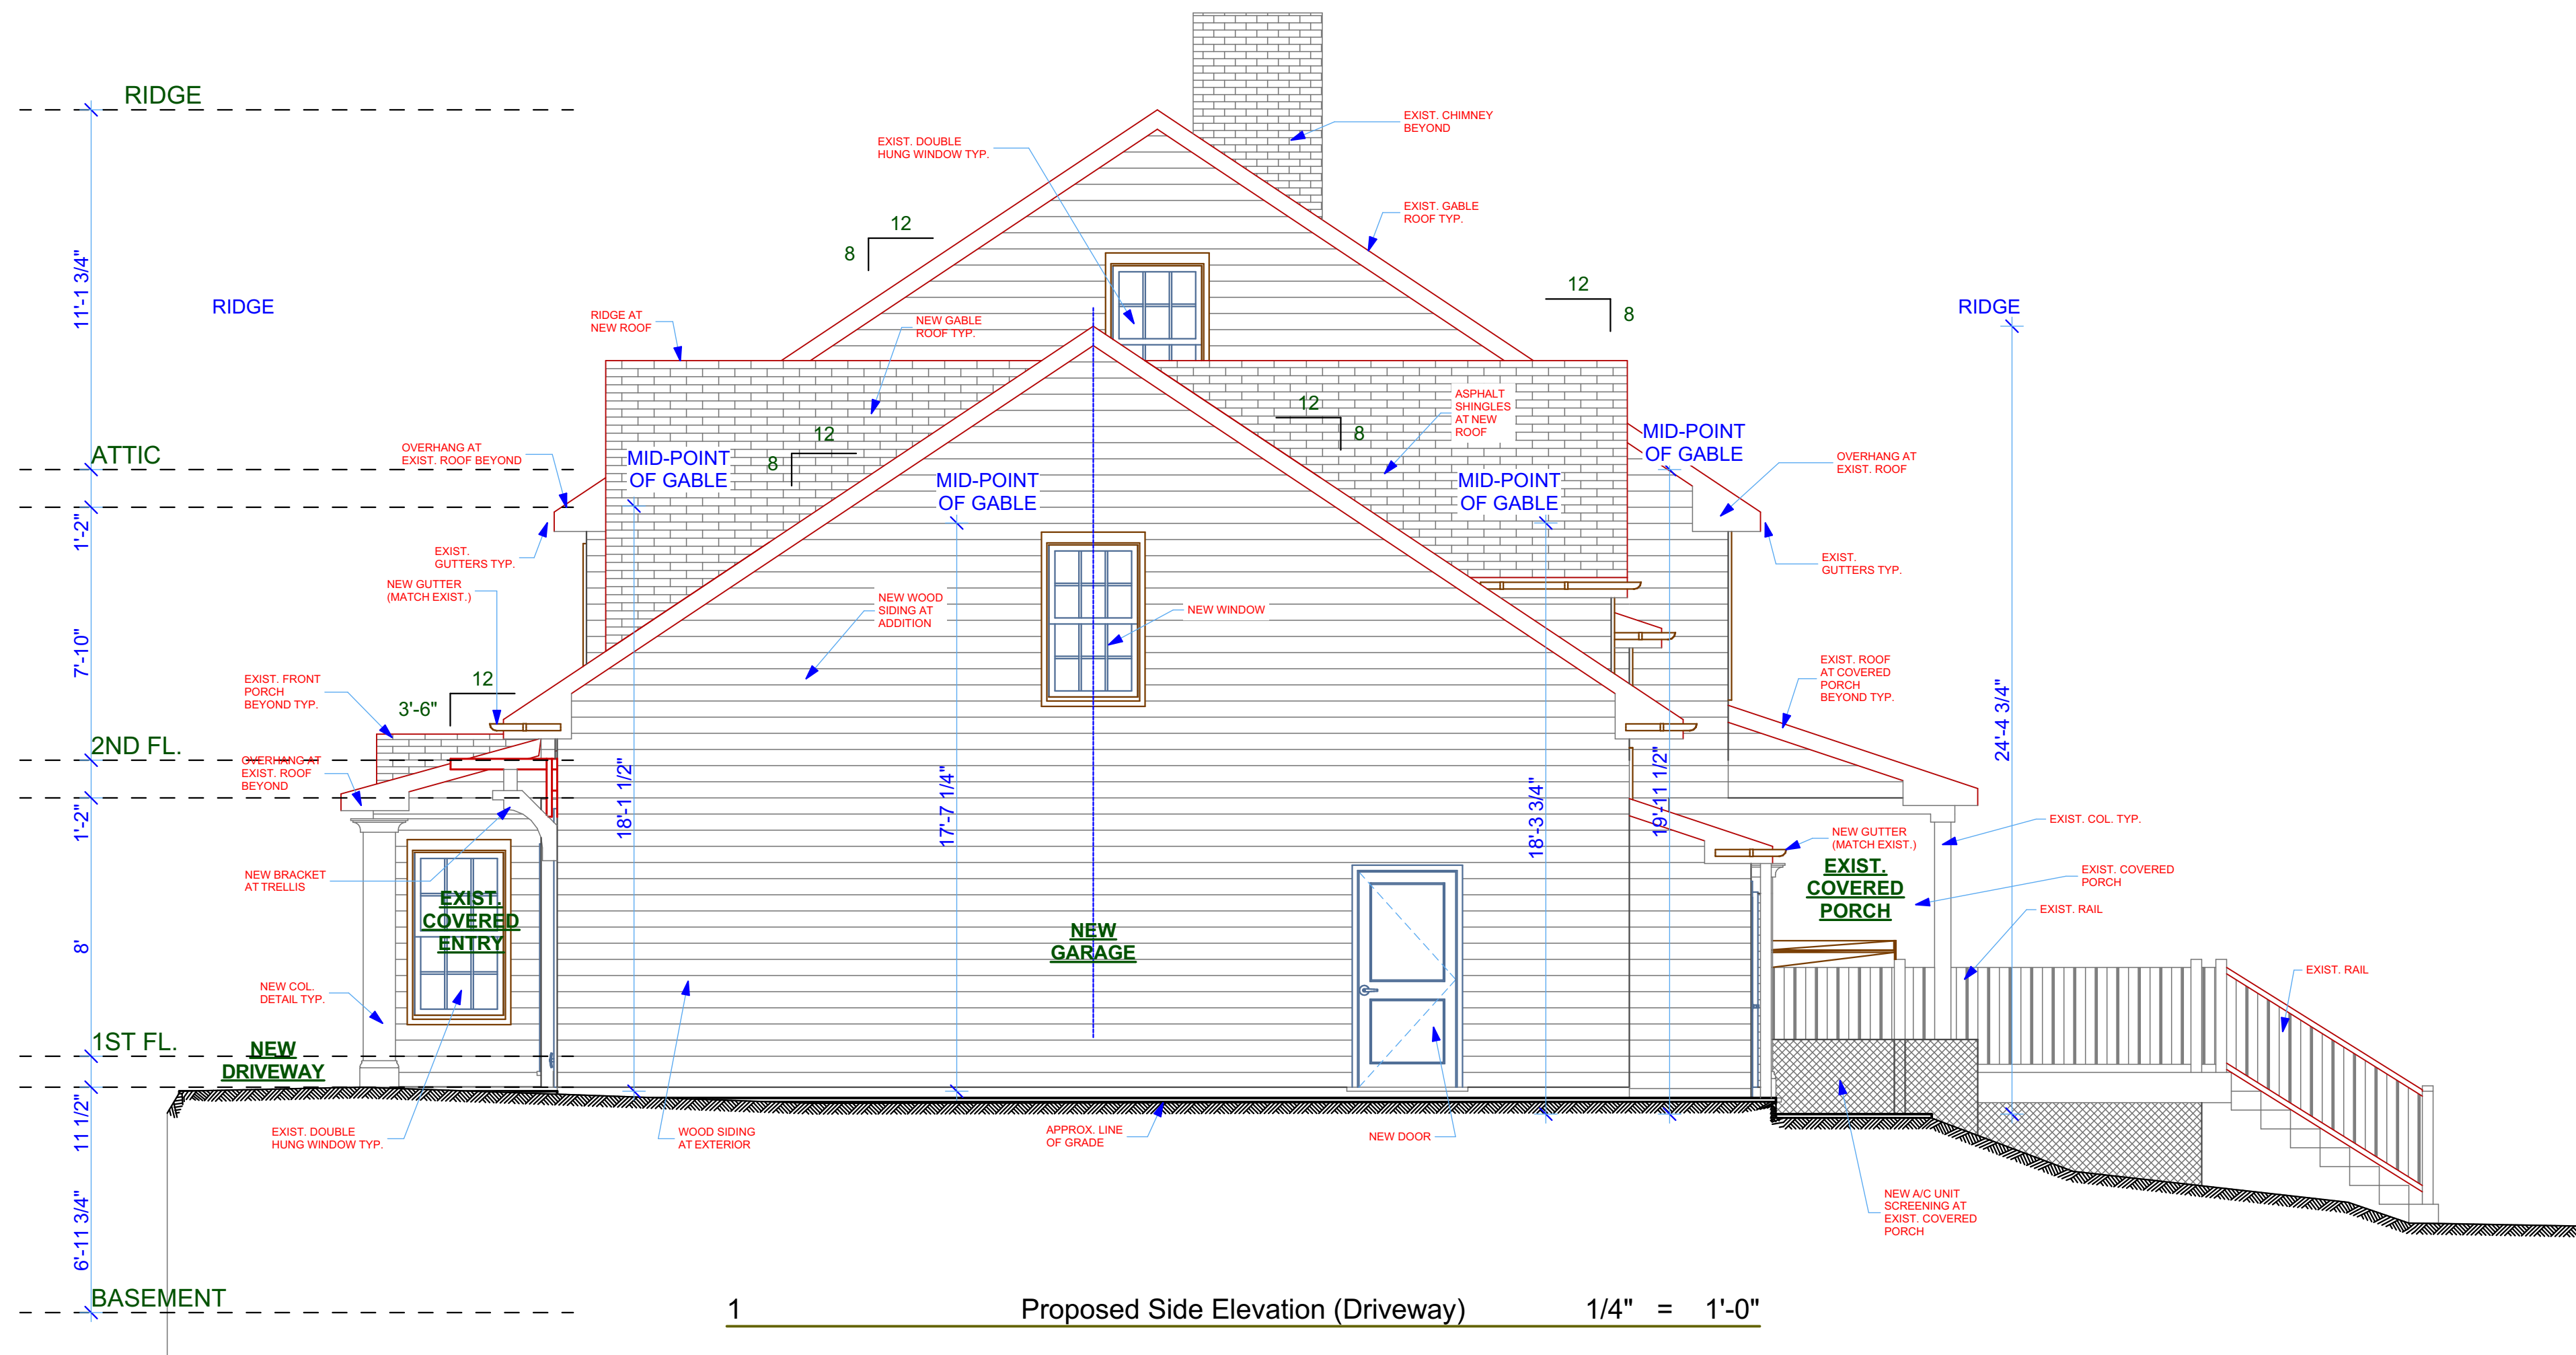 RIDGE
EXIST. CHIMNEY
BEYOND
EXIST. DOUBLE
HUNG WINDOW TYP.
EXIST. GABLE
ROOF TYP.
12
8
12
8
11'-1 3/4"
RIDGE
RIDGE
RIDGE AT
NEW ROOF
NEW GABLE
ROOF TYP.
ASPHALT
SHINGLES
AT NEW
ROOF
12
8
12
8
ATTIC
OVERHANG AT
EXIST. ROOF BEYOND
MID-POINT
OF GABLE
MID-POINT
OF GABLE
MID-POINT
OF GABLE
MID-POINT
OF GABLE
OVERHANG AT
EXIST. ROOF
1'-2"
EXIST.
GUTTERS TYP.
EXIST.
GUTTERS TYP.
NEW GUTTER
(MATCH EXIST.)
NEW WOOD
SIDING AT
ADDITION
NEW WINDOW
7'-10"
EXIST. FRONT
PORCH
BEYOND TYP.
12
3'-6"
EXIST. ROOF
AT COVERED
PORCH
BEYOND TYP.
24'-4 3/4"
2ND FL.
OVERHANG AT
EXIST. ROOF
BEYOND
18'-1 1/2"
17'-7 1/4"
18'-3 3/4"
19'-11 1/2"
1'-2"
NEW GUTTER
(MATCH EXIST.)
EXIST. COL. TYP.
NEW BRACKET
AT TRELLIS
EXIST.
COVERED
ENTRY
EXIST.
COVERED
PORCH
EXIST. COVERED
PORCH
EXIST. RAIL
8'
NEW
GARAGE
NEW COL.
DETAIL TYP.
EXIST. RAIL
1ST FL.
NEW
DRIVEWAY
11 1/2"
EXIST. DOUBLE
HUNG WINDOW TYP.
WOOD SIDING
AT EXTERIOR
APPROX. LINE
OF GRADE
NEW DOOR
NEW A/C UNIT
SCREENING AT
EXIST. COVERED
PORCH
6'-11 3/4"
BASEMENT
1 Proposed Side Elevation (Driveway) 1/4" = 1'-0"